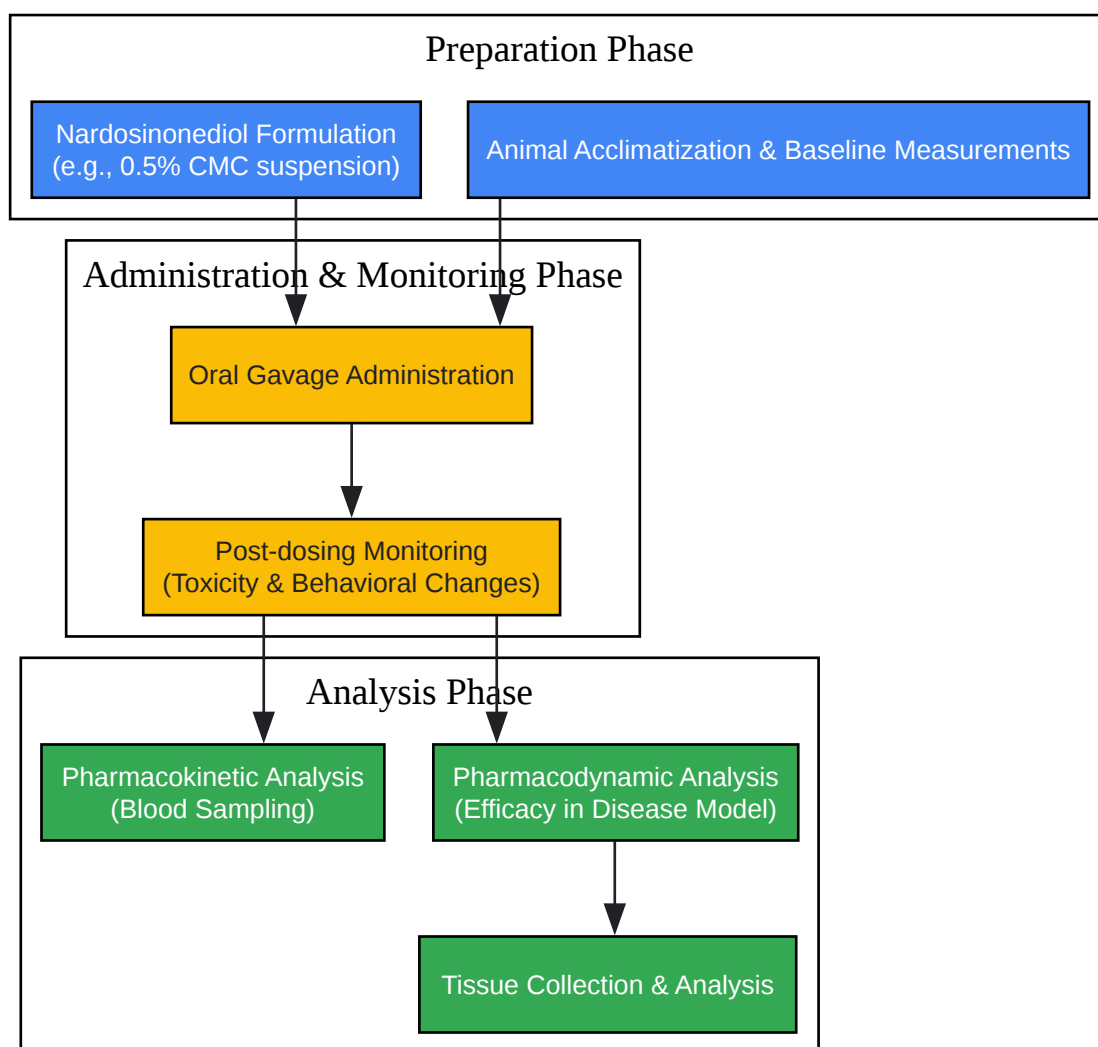 Preparation Phase
Nardosinonediol Formulation
(e.g., 0.5% CMC suspension)
Animal Acclimatization & Baseline Measurements
Administration & Monitoring Phase
Oral Gavage Administration
Post-dosing Monitoring
(Toxicity & Behavioral Changes)
Analysis Phase
Pharmacokinetic Analysis
(Blood Sampling)
Pharmacodynamic Analysis
(Efficacy in Disease Model)
Tissue Collection & Analysis